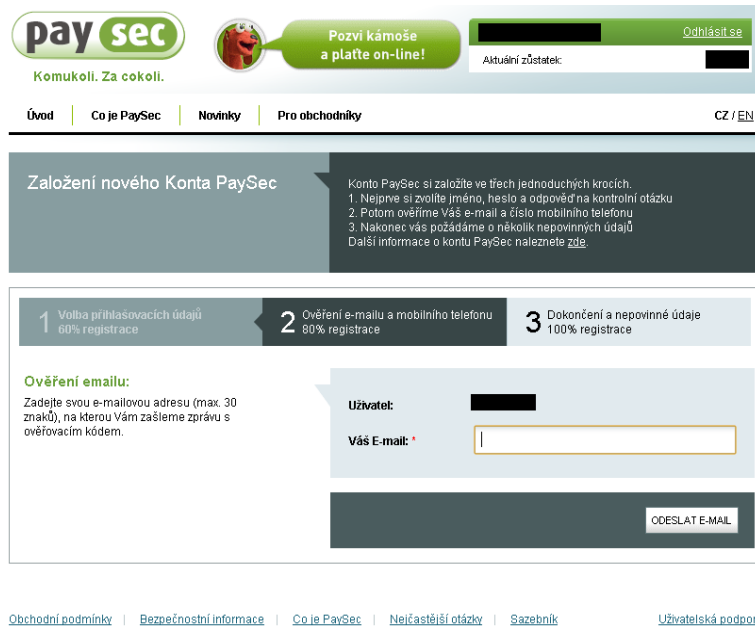 pay sec
Komukoli. Za cokoli.
Pozvi kámoše
a plaťte on-line!
Odhlásit se
Aktuální zůstatek:
Úvod
Co je PaySec
Novinky
Pro obchodníky
CZ / EN
Založení nového Konta PaySec
Konto PaySec si založíte ve třech jednoduchých krocích.
1. Nejprve si zvolíte jméno, heslo a odpověď na kontrolní otázku
2. Potom ověříme Váš e-mail a číslo mobilního telefonu
3. Nakonec vás požádáme o několik nepovinných údajů
Další informace o kontu PaySec naleznete zde.
1 Volba přihlašovacích údajů
60% registrace
2 Ověření e-mailu a mobilního telefonu
80% registrace
3 Dokončení a nepovinné údaje
100% registrace
Ověření emailu:
Zadejte svou e-mailovou adresu (max. 30
znaků), na kterou Vám zašleme zprávu s
ověřovacím kódem.
Uživatel:
Váš E-mail: *
ODESLAT E-MAIL
Obchodní podmínky | Bezpečnostní informace | Co je PaySec | Nejčastější otázky | Sazebník
Uživatelská podpo